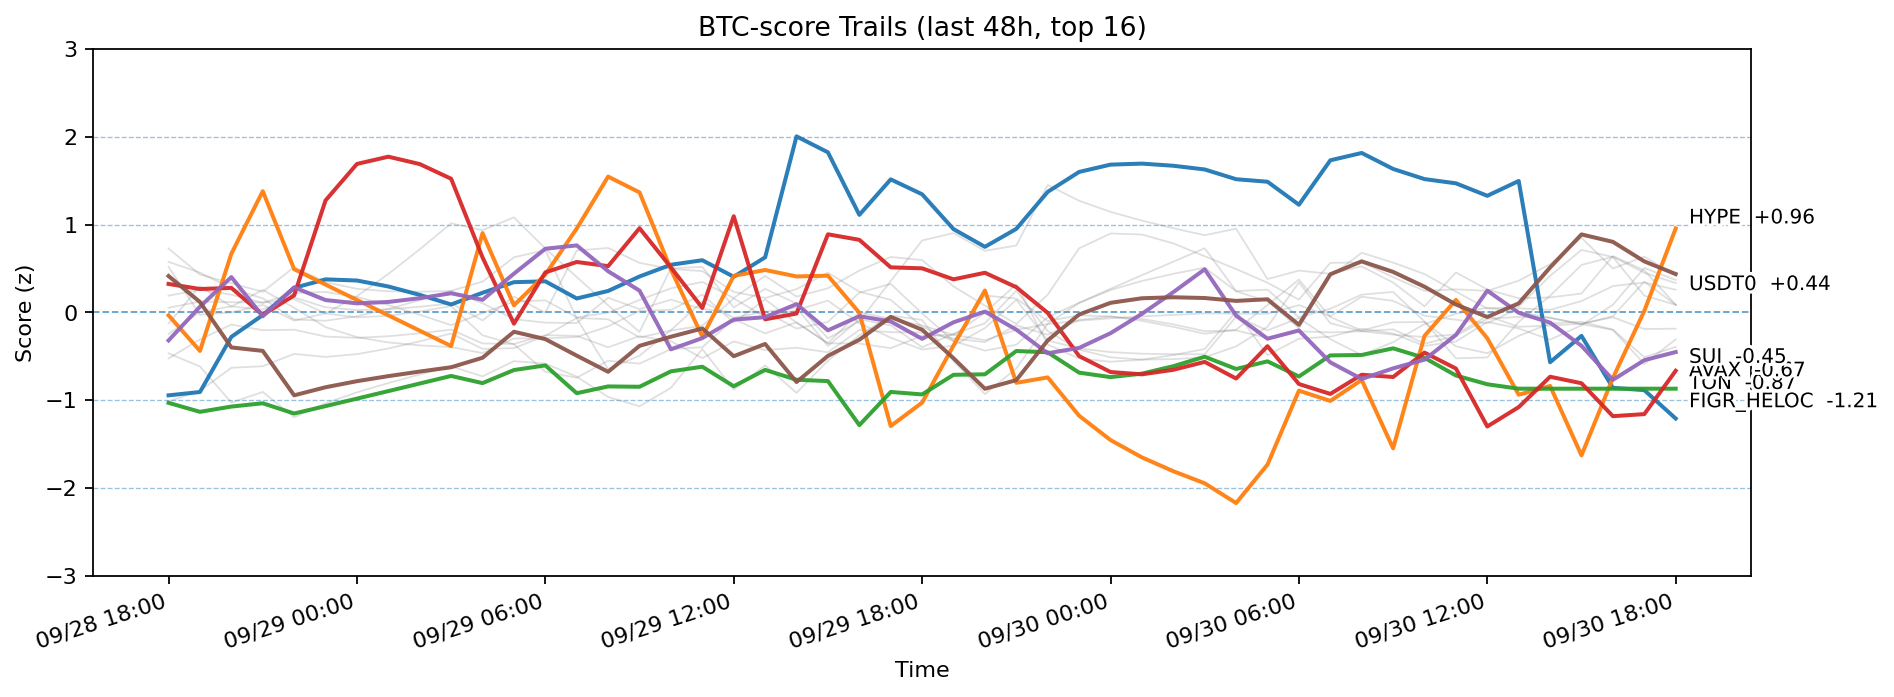 BTC-score Trails (last 48h, top 16)
3
2
1
0
−1
−2
−3
Score (z)
HYPE +0.96
USDT0 +0.44
SUI -0.45
AVAX -0.67
TON -0.87
FIGR_HELOC -1.21
09/28 18:00
09/29 00:00
09/29 06:00
09/29 12:00
09/29 18:00
09/30 00:00
09/30 06:00
09/30 12:00
09/30 18:00
Time